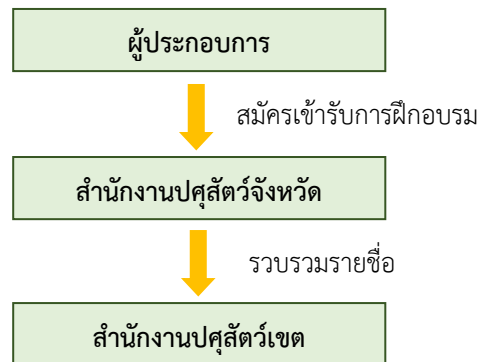 ผู้ประกอบการ
สมัครเข้ารับการฝึกอบรม
สำนักงานปศุสัตว์จังหวัด
รวบรวมรายชื่อ
สำนักงานปศุสัตว์เขต